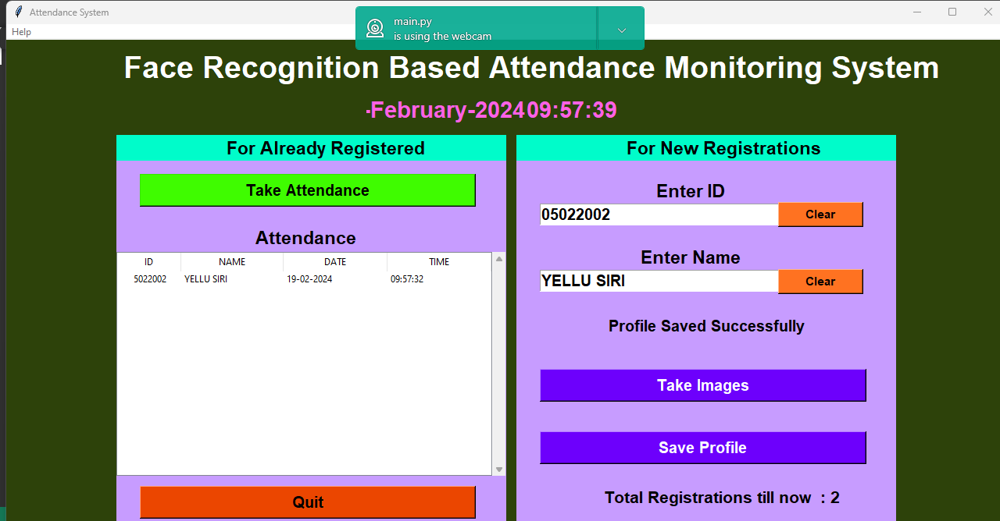 Attendance System
main.py
is using the webcam
Help
Face Recognition Based Attendance Monitoring System
-February-2024 09:57:39
For Already Registered
Take Attendance
Attendance
ID NAME DATE TIME
5022002 YELLU SIRI 19-02-2024 09:57:32
Quit
For New Registrations
Enter ID
05022002 Clear
Enter Name
YELLU SIRI Clear
Profile Saved Successfully
Take Images
Save Profile
Total Registrations till now : 2